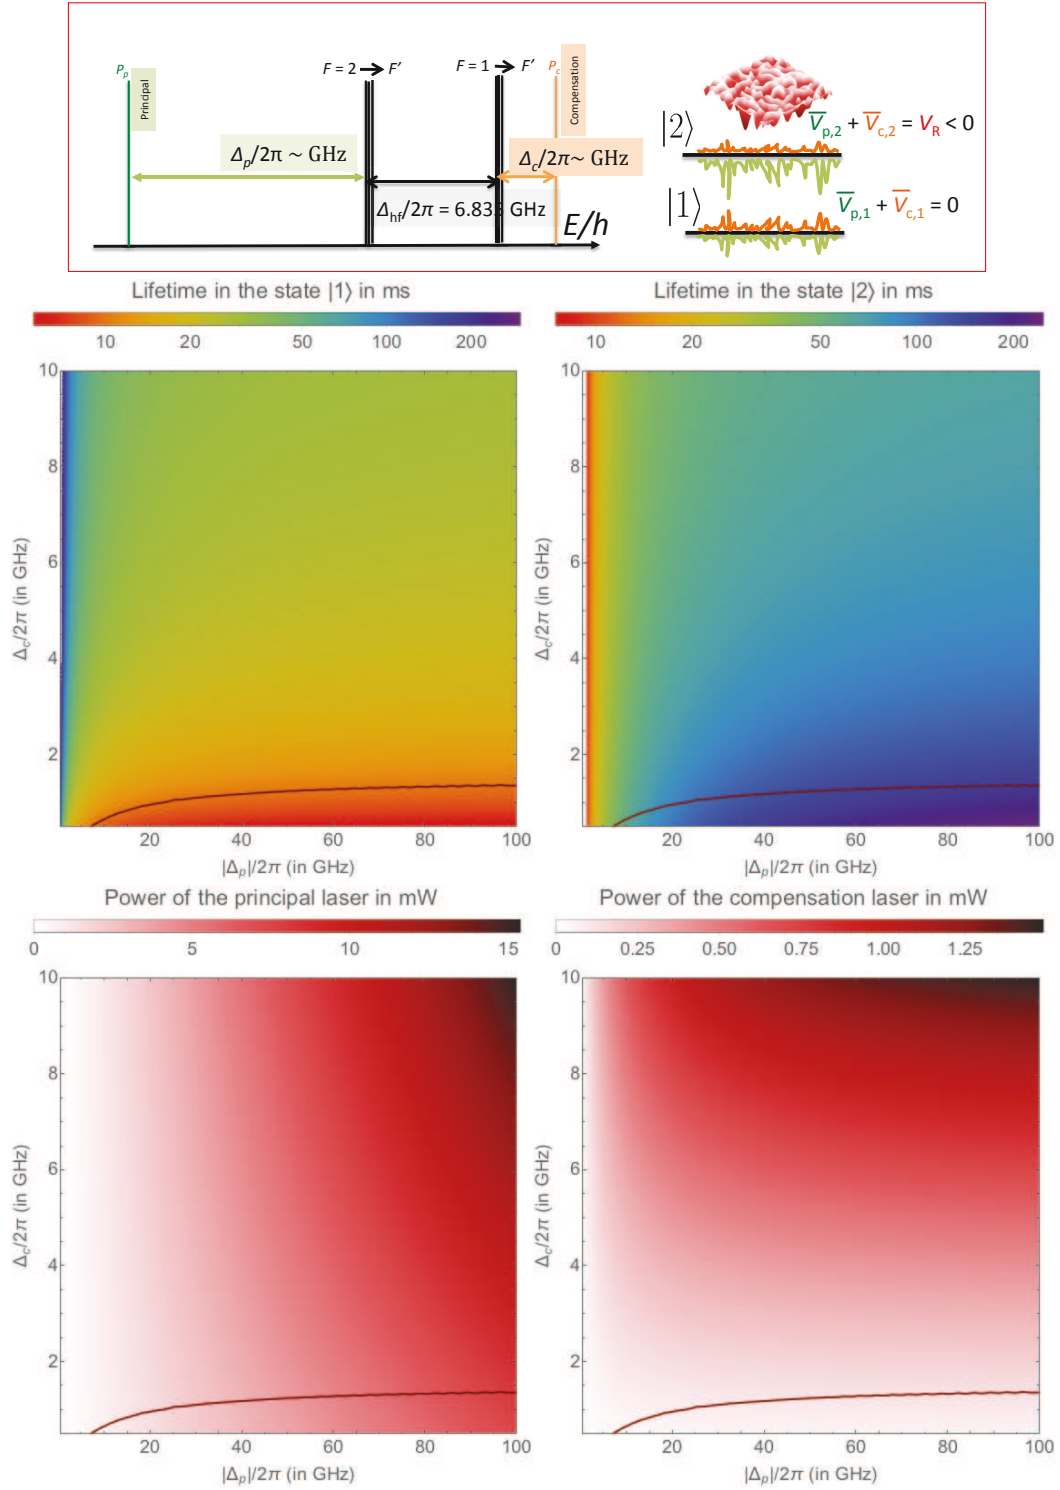 P_p
Principal
F = 2 → F′
F = 1 → F′
P_c
Compensation
Δ_p/2π ~ GHz
Δ_c/2π ~ GHz
Δ_hf/2π = 6.835 GHz
E/h
|2⟩
V̅_p,2 + V̅_c,2 = V_R < 0
|1⟩
V̅_p,1 + V̅_c,1 = 0
Lifetime in the state |1⟩ in ms
10 20 50 100 200
10
8
6
4
2
Δ_c/2π (in GHz)
20 40 60 80 100
|Δ_p|/2π (in GHz)
Lifetime in the state |2⟩ in ms
10 20 50 100 200
10
8
6
4
2
Δ_c/2π (in GHz)
20 40 60 80 100
|Δ_p|/2π (in GHz)
Power of the principal laser in mW
0 5 10 15
10
8
6
4
2
Δ_c/2π (in GHz)
20 40 60 80 100
|Δ_p|/2π (in GHz)
Power of the compensation laser in mW
0 0.25 0.50 0.75 1.00 1.25
10
8
6
4
2
Δ_c/2π (in GHz)
20 40 60 80 100
|Δ_p|/2π (in GHz)